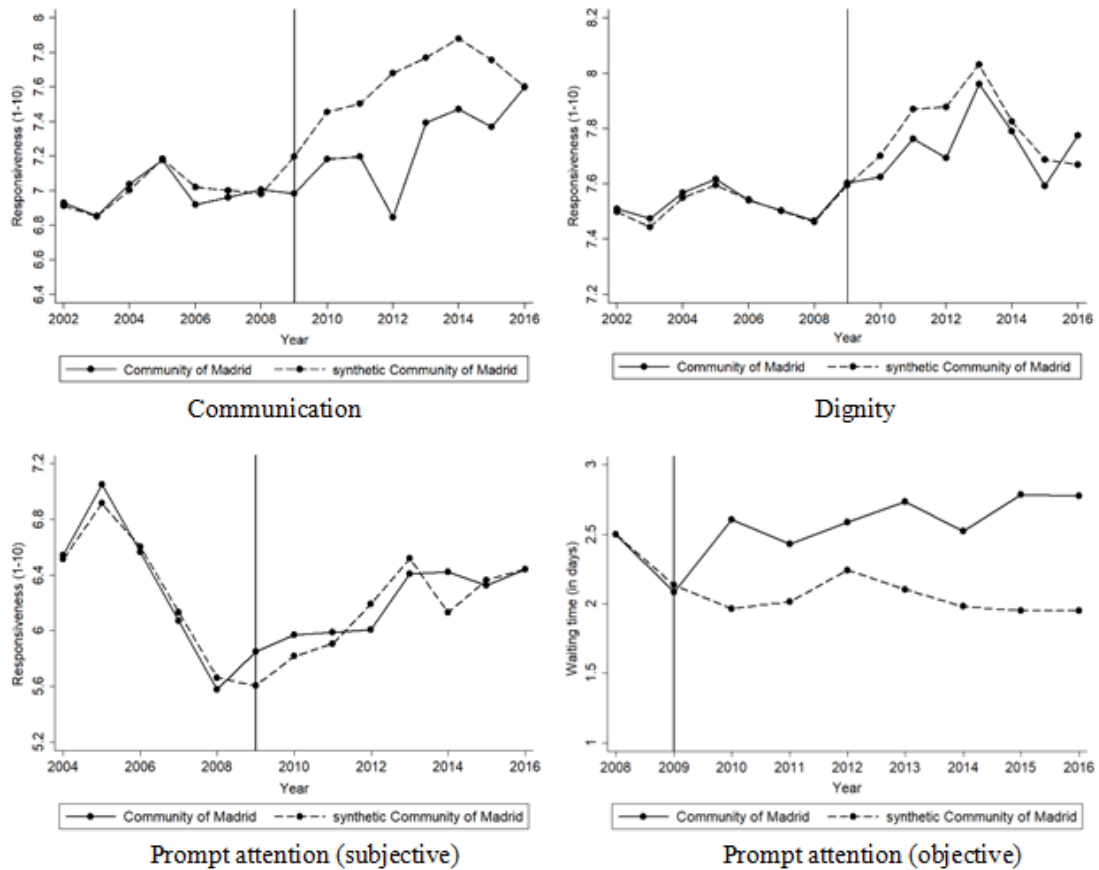 Responsiveness (1-10)
8
7.8
7.6
7.4
7.2
7
6.8
6.6
6.4
2002 2004 2006 2008 2010 2012 2014 2016
Year
Community of Madrid synthetic Community of Madrid
Communication
Responsiveness (1-10)
8.2
8
7.8
7.6
7.4
7.2
2002 2004 2006 2008 2010 2012 2014 2016
Year
Community of Madrid synthetic Community of Madrid
Dignity
Responsiveness (1-10)
7.2
6.8
6.4
6
5.6
5.2
2004 2006 2008 2010 2012 2014 2016
Year
Community of Madrid synthetic Community of Madrid
Prompt attention (subjective)
Waiting time (in days)
3
2.5
2
1.5
1
2008 2009 2010 2011 2012 2013 2014 2015 2016
Year
Community of Madrid synthetic Community of Madrid
Prompt attention (objective)